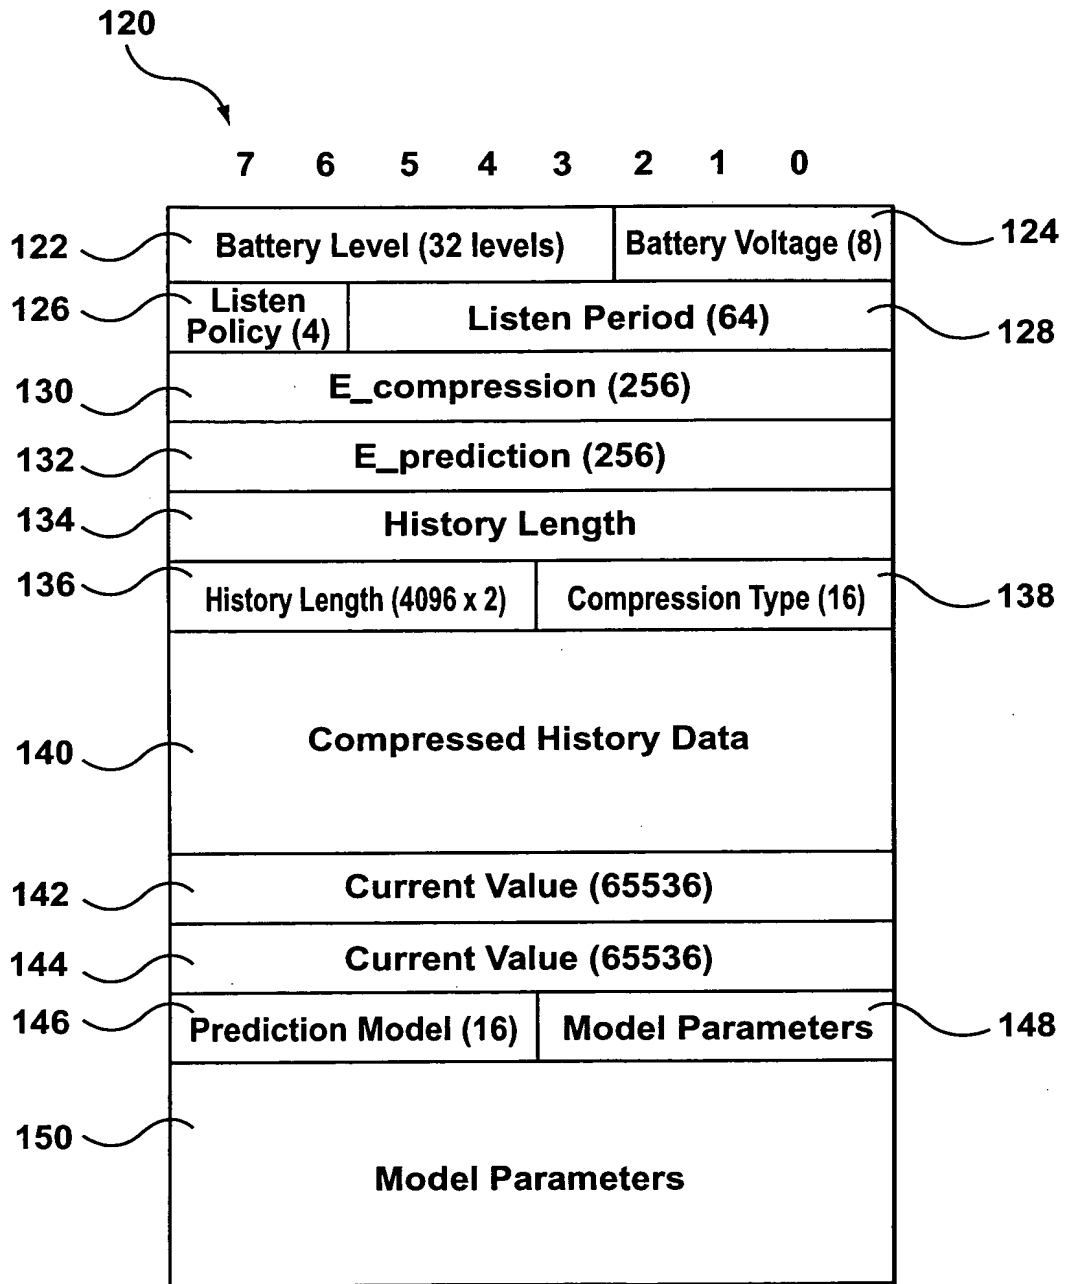 120
7 6 5 4 3 2 1 0
122 Battery Level (32 levels) Battery Voltage (8) 124
126 Listen
Policy (4) Listen Period (64) 128
130 E_compression (256)
132 E_prediction (256)
134 History Length
136 History Length (4096 x 2) Compression Type (16) 138
140 Compressed History Data
142 Current Value (65536)
144 Current Value (65536)
146 Prediction Model (16) Model Parameters 148
150 Model Parameters